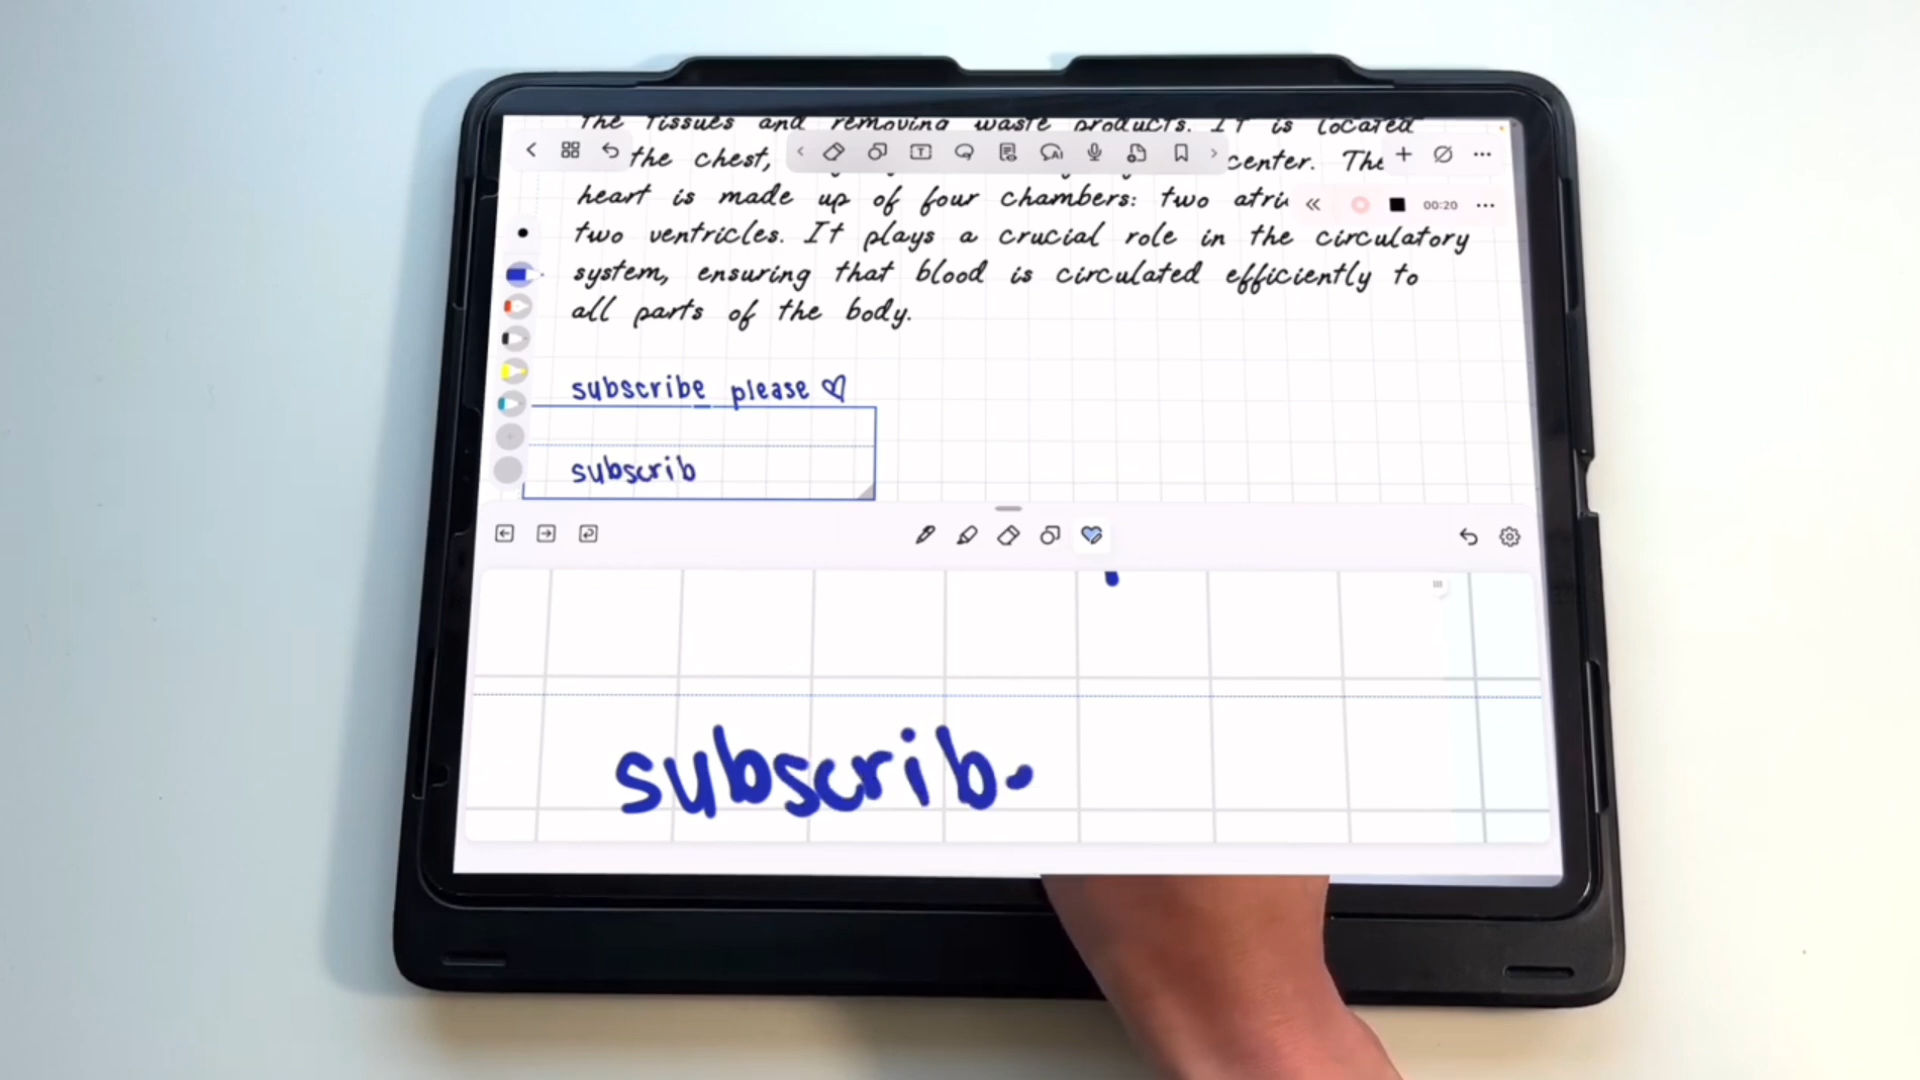 The tissues and removing waste products. It is located
the chest, center. The
heart is made up of four chambers: two
two ventricles. It plays a crucial role in the circulatory
system, ensuring that blood is circulated efficiently to
all parts of the body.
00:20
subscribe please
subscrib
subscrib